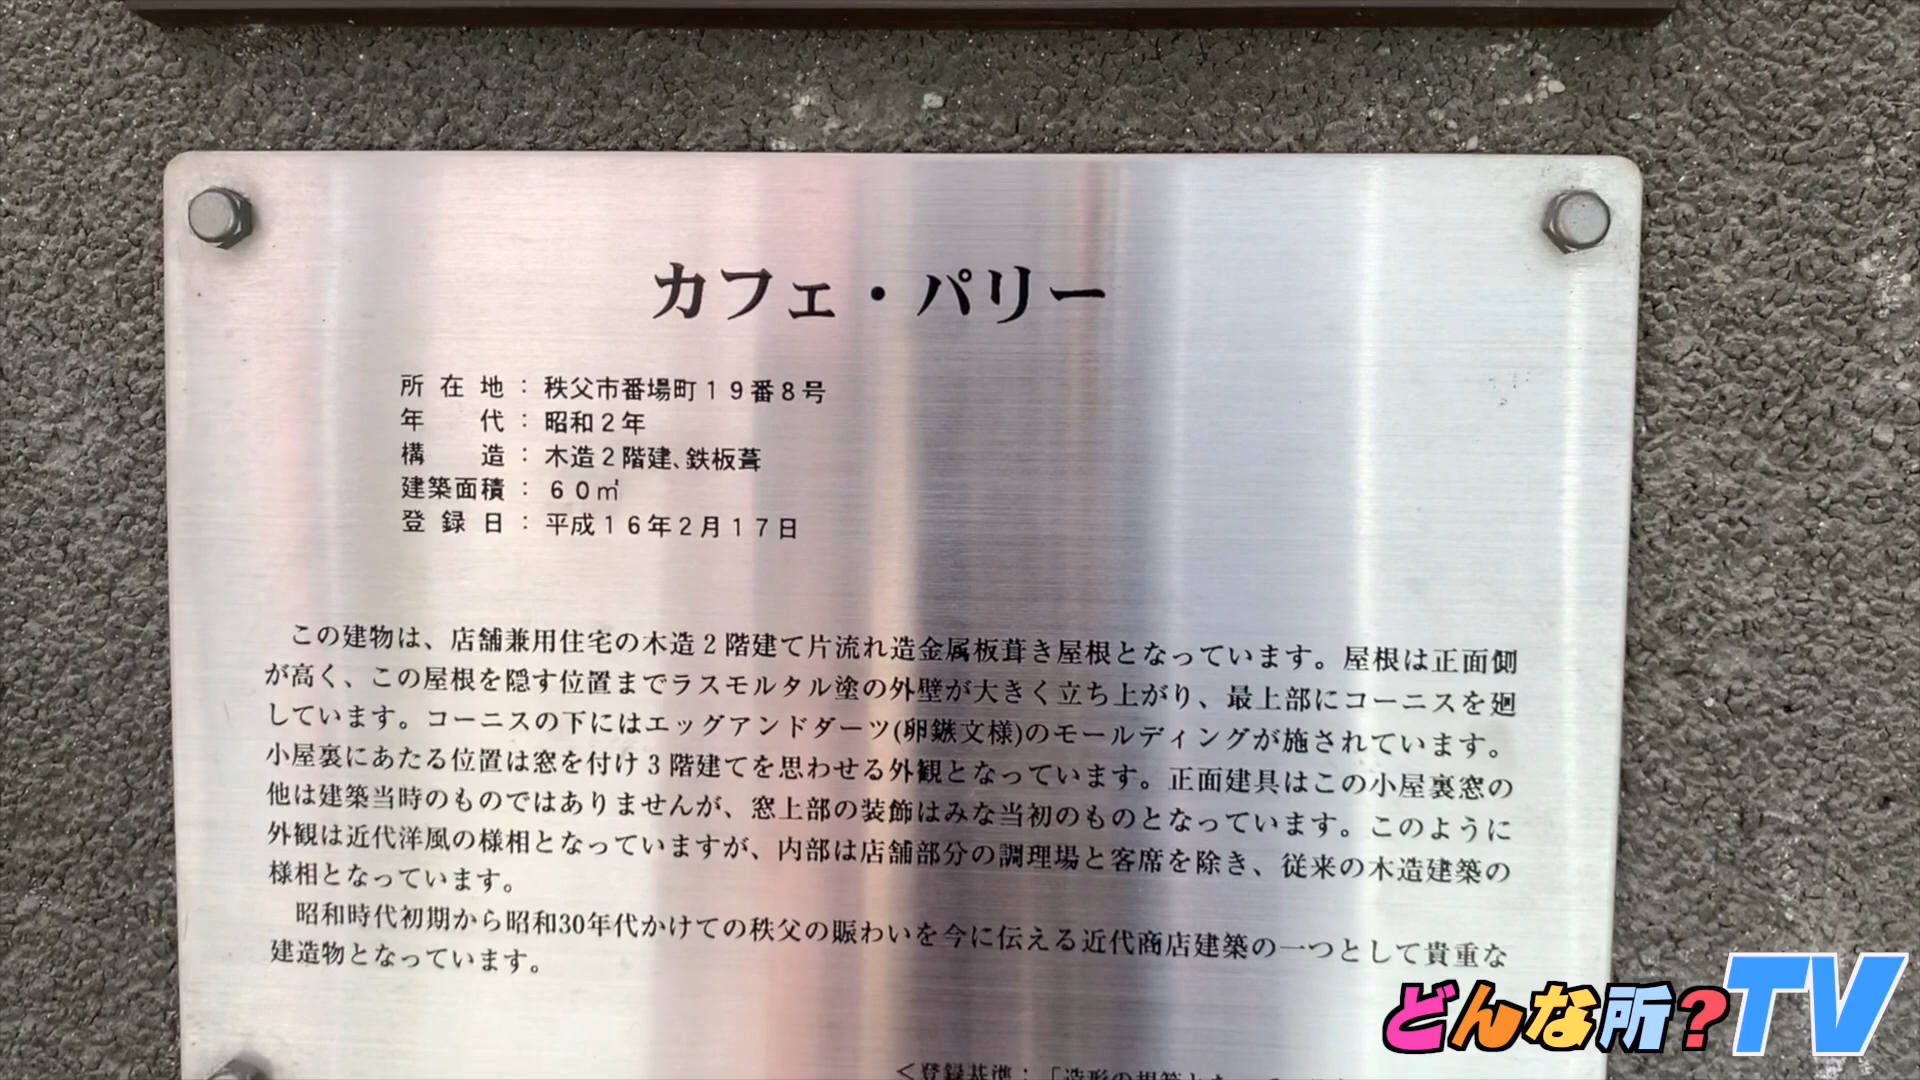 カフェ・パリー
所在地：秩父市番場町１９番８号
年代：昭和２年
構造：木造２階建、鉄板葺
建築面積：６０㎡
登録日：平成１６年２月１７日
この建物は、店舗兼用住宅の木造２階建て片流れ造金属板葺き屋根となっています。屋根は正面側
が高く、この屋根を隠す位置までラスモルタル塗の外壁が大きく立ち上がり、最上部にコーニスを廻
しています。コーニスの下にはエッグアンドダーツ(卵鏃文様)のモールディングが施されています。
小屋裏にあたる位置は窓を付け３階建てを思わせる外観となっています。正面建具はこの小屋裏窓の
他は建築当時のものではありませんが、窓上部の装飾はみな当初のものとなっています。このように
外観は近代洋風の様相となっていますが、内部は店舗部分の調理場と客席を除き、従来の木造建築の
様相となっています。
昭和時代初期から昭和30年代かけての秩父の賑わいを今に伝える近代商店建築の一つとして貴重な
建造物となっています。
＜登録基準：「造形の規範と
どんな所？TV